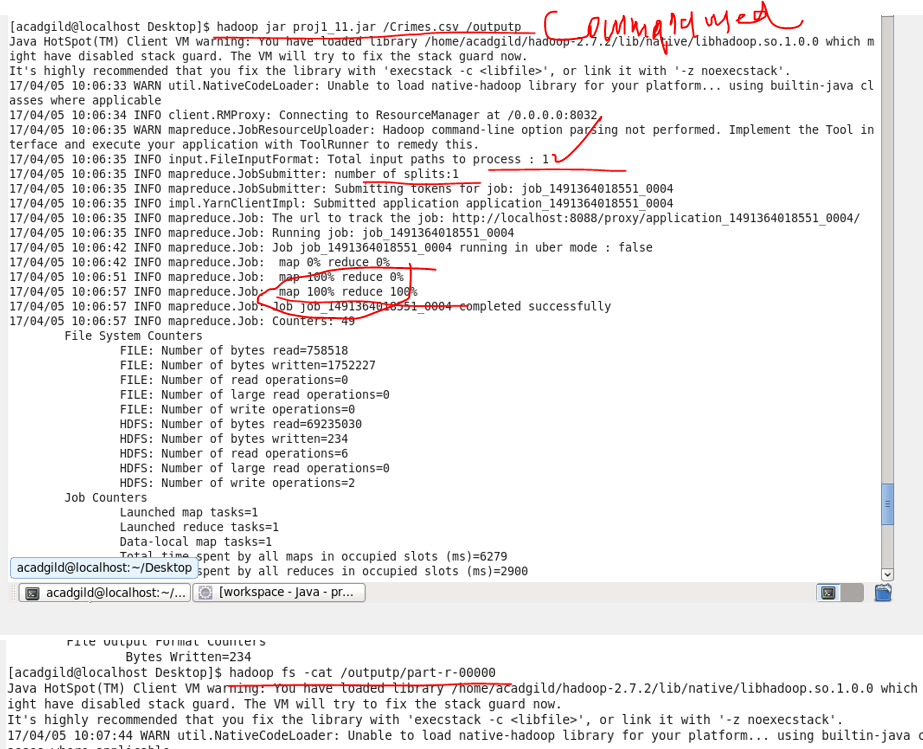 [acadgild@localhost Desktop]$ hadoop jar proj1_11.jar /Crimes.csv /outputp Command used
Java HotSpot(TM) Client VM warning: You have loaded library /home/acadgild/hadoop-2.7.2/lib/native/libhadoop.so.1.0.0 which m
ight have disabled stack guard. The VM will try to fix the stack guard now.
It's highly recommended that you fix the library with 'execstack -c <libfile>', or link it with '-z noexecstack'.
17/04/05 10:06:33 WARN util.NativeCodeLoader: Unable to load native-hadoop library for your platform... using builtin-java cl
asses where applicable
17/04/05 10:06:34 INFO client.RMProxy: Connecting to ResourceManager at /0.0.0.0:8032
17/04/05 10:06:35 WARN mapreduce.JobResourceUploader: Hadoop command-line option parsing not performed. Implement the Tool in
terface and execute your application with ToolRunner to remedy this.
17/04/05 10:06:35 INFO input.FileInputFormat: Total input paths to process : 1
17/04/05 10:06:35 INFO mapreduce.JobSubmitter: number of splits:1
17/04/05 10:06:35 INFO mapreduce.JobSubmitter: Submitting tokens for job: job_1491364018551_0004
17/04/05 10:06:35 INFO impl.YarnClientImpl: Submitted application application_1491364018551_0004
17/04/05 10:06:35 INFO mapreduce.Job: The url to track the job: http://localhost:8088/proxy/application_1491364018551_0004/
17/04/05 10:06:35 INFO mapreduce.Job: Running job: job_1491364018551_0004
17/04/05 10:06:42 INFO mapreduce.Job: Job job_1491364018551_0004 running in uber mode : false
17/04/05 10:06:42 INFO mapreduce.Job: map 0% reduce 0%
17/04/05 10:06:51 INFO mapreduce.Job: map 100% reduce 0%
17/04/05 10:06:57 INFO mapreduce.Job: map 100% reduce 100%
17/04/05 10:06:57 INFO mapreduce.Job: Job job_1491364018551_0004 completed successfully
17/04/05 10:06:57 INFO mapreduce.Job: Counters: 49
File System Counters
FILE: Number of bytes read=758518
FILE: Number of bytes written=1752227
FILE: Number of read operations=0
FILE: Number of large read operations=0
FILE: Number of write operations=0
HDFS: Number of bytes read=69235030
HDFS: Number of bytes written=234
HDFS: Number of read operations=6
HDFS: Number of large read operations=0
HDFS: Number of write operations=2
Job Counters
Launched map tasks=1
Launched reduce tasks=1
Data-local map tasks=1
Total time spent by all maps in occupied slots (ms)=6279
acadgild@localhost:~/Desktop spent by all reduces in occupied slots (ms)=2900
acadgild@localhost:~/... [workspace - Java - pr...
File Output Format Counters
Bytes Written=234
[acadgild@localhost Desktop]$ hadoop fs -cat /outputp/part-r-00000
Java HotSpot(TM) Client VM warning: You have loaded library /home/acadgild/hadoop-2.7.2/lib/native/libhadoop.so.1.0.0 which
ight have disabled stack guard. The VM will try to fix the stack guard now.
It's highly recommended that you fix the library with 'execstack -c <libfile>', or link it with '-z noexecstack'.
17/04/05 10:07:44 WARN util.NativeCodeLoader: Unable to load native-hadoop library for your platform... using builtin-java